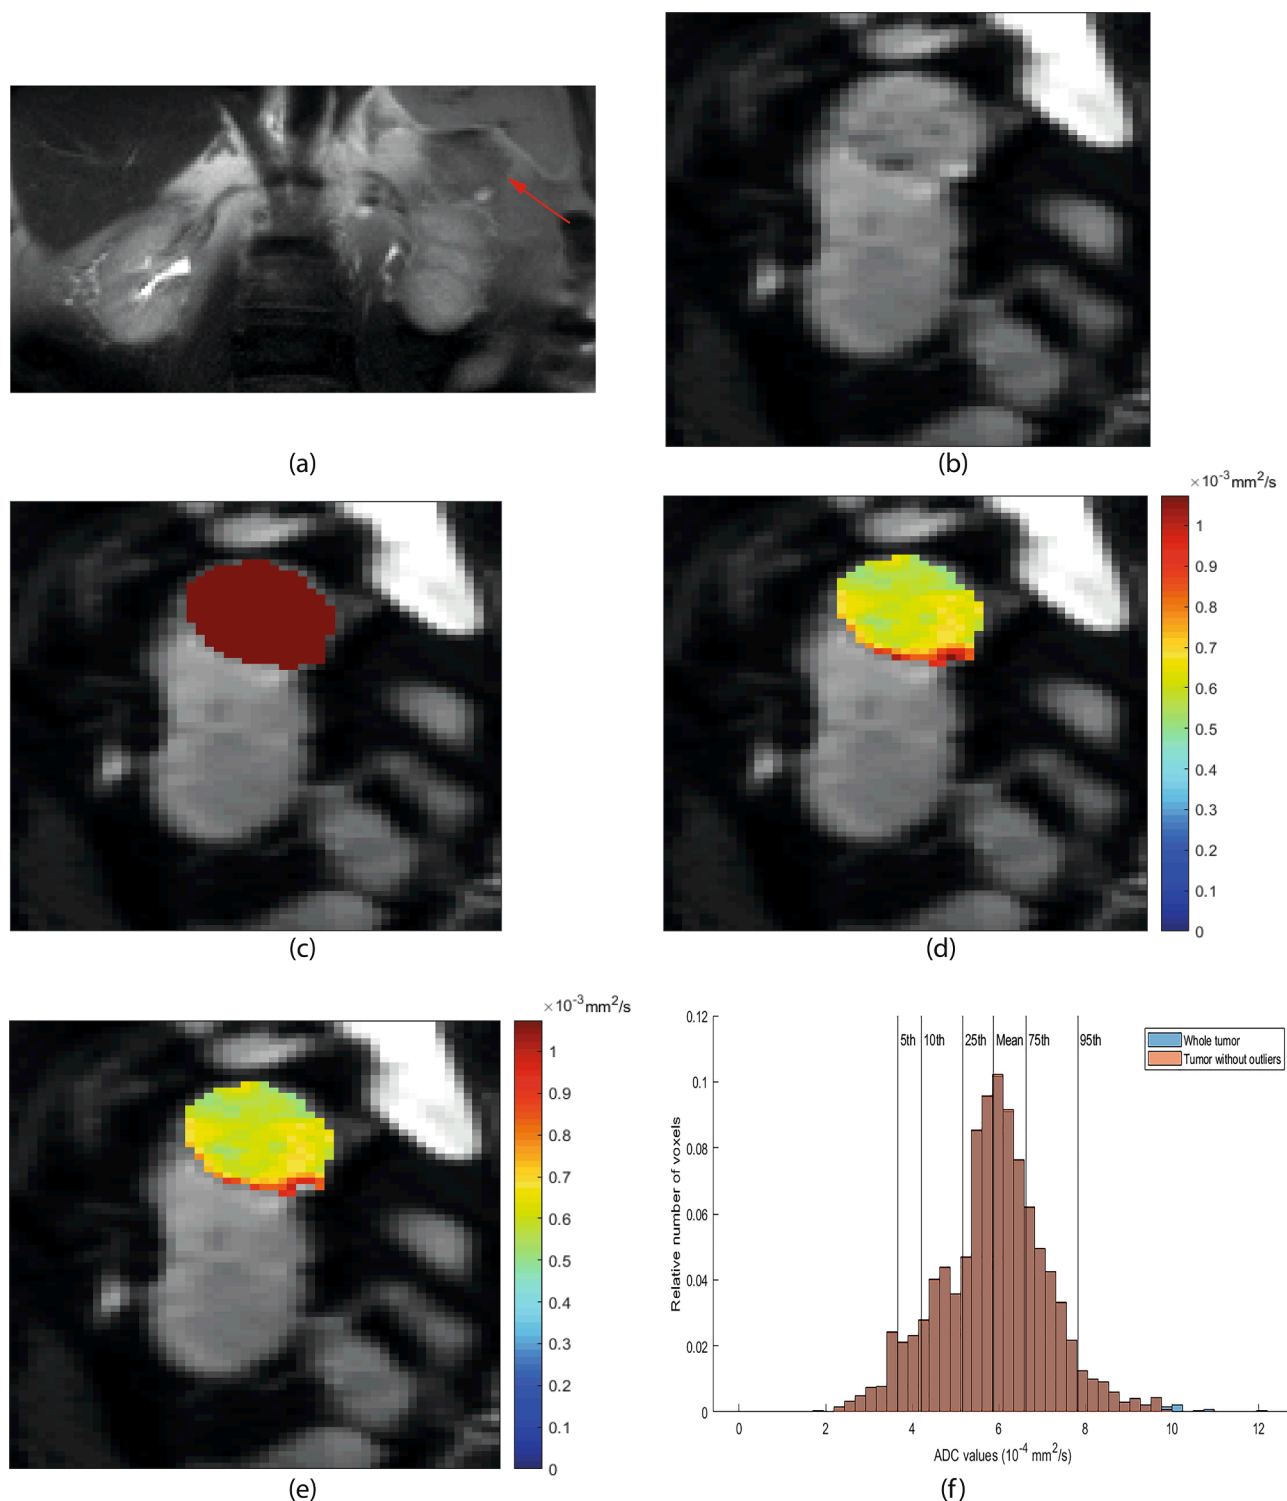 (a)
(b)
×10-3mm2/s
1
0.9
0.8
0.7
0.6
0.5
0.4
0.3
0.2
0.1
0
(c)
(d)
×10-3mm2/s
1
0.9
0.8
0.7
0.6
0.5
0.4
0.3
0.2
0.1
0
(e)
0.12
0.1
0.08
0.06
0.04
0.02
0
Relative number of voxels
5th 10th 25th Mean 75th 95th
Whole tumor
Tumor without outliers
0 2 4 6 8 10 12
ADC values (10-4 mm2/s)
(f)